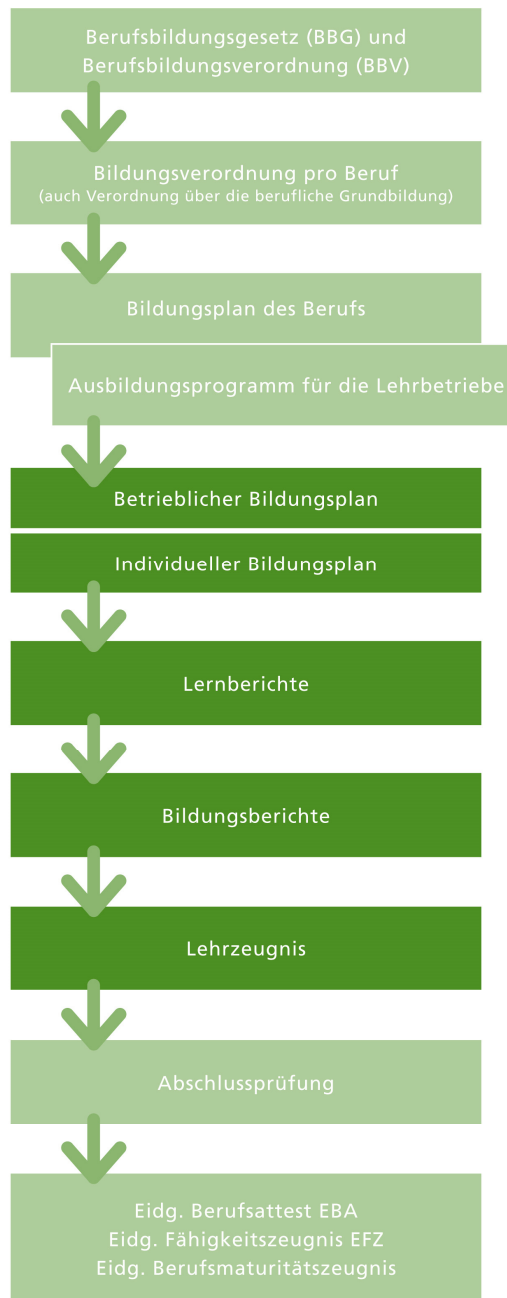 Berufsbildungsgesetz (BBG) und
Berufsbildungsverordnung (BBV)
Bildungsverordnung pro Beruf
(auch Verordnung über die berufliche Grundbildung)
Bildungsplan des Berufs
Ausbildungsprogramm für die Lehrbetriebe
Betrieblicher Bildungsplan
Individueller Bildungsplan
Lernberichte
Bildungsberichte
Lehrzeugnis
Abschlussprüfung
Eidg. Berufsattest EBA
Eidg. Fähigkeitszeugnis EFZ
Eidg. Berufsmaturitätszeugnis